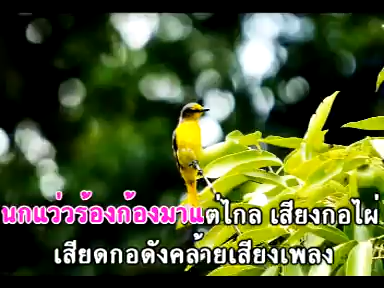 นกแว่วร้องก้องมาแต่ไกล เสียงกอไผ่
เสียดกอดังคล้ายเสียงเพลง